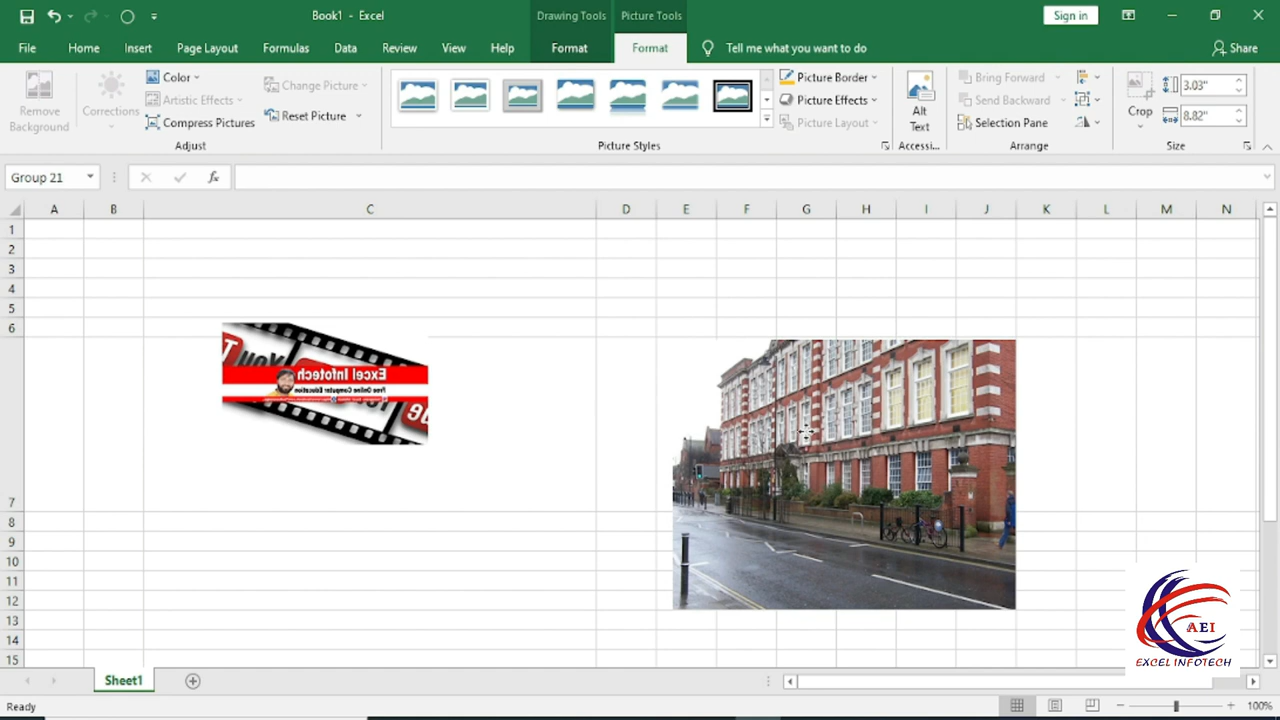 Book1 - Excel
Drawing Tools
Picture Tools
Sign in
File
Home
Insert
Page Layout
Formulas
Data
Review
View
Help
Format
Format
Tell me what you want to do
Share
Remove Background
Corrections
Color
Artistic Effects
Compress Pictures
Change Picture
Reset Picture
Adjust
Picture Styles
Picture Border
Picture Effects
Picture Layout
Alt Text
Accessi...
Bring Forward
Send Backward
Selection Pane
Arrange
Crop
3.03"
8.82"
Size
Group 21
fx
A B C D E F G H I J K L M N
1
2
3
4
5
6
7
8
9
10
11
12
13
14
15
You
Excel Infotech
Free Online Computer Education
AEI
EXCEL INFOTECH
Sheet1
Ready
100%